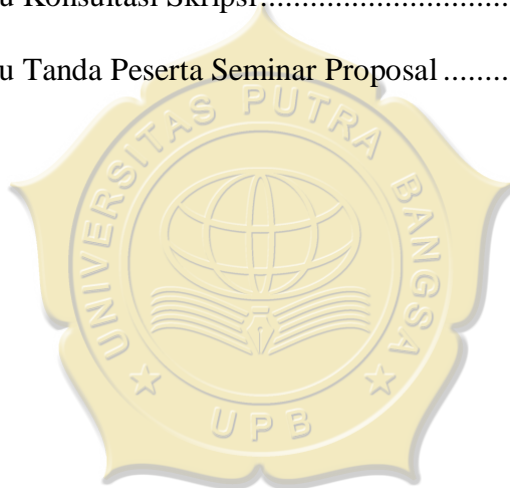 u Konsultasi Skripsi..............................
u Tanda Peserta Seminar Proposal ........
UNIVERSITAS PUTRA BANGSA
UPB